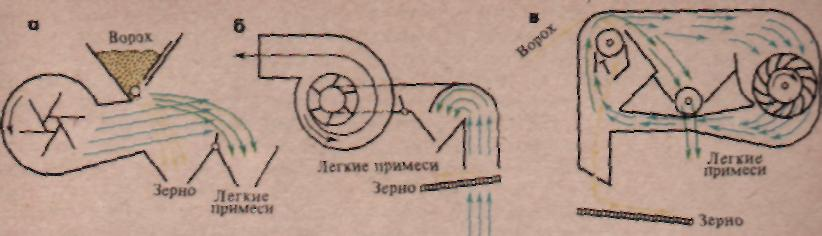 а
Ворох
Зерно
Легкие
примеси
б
Легкие примеси
Зерно
в
Ворох
Легкие
примеси
Зерно